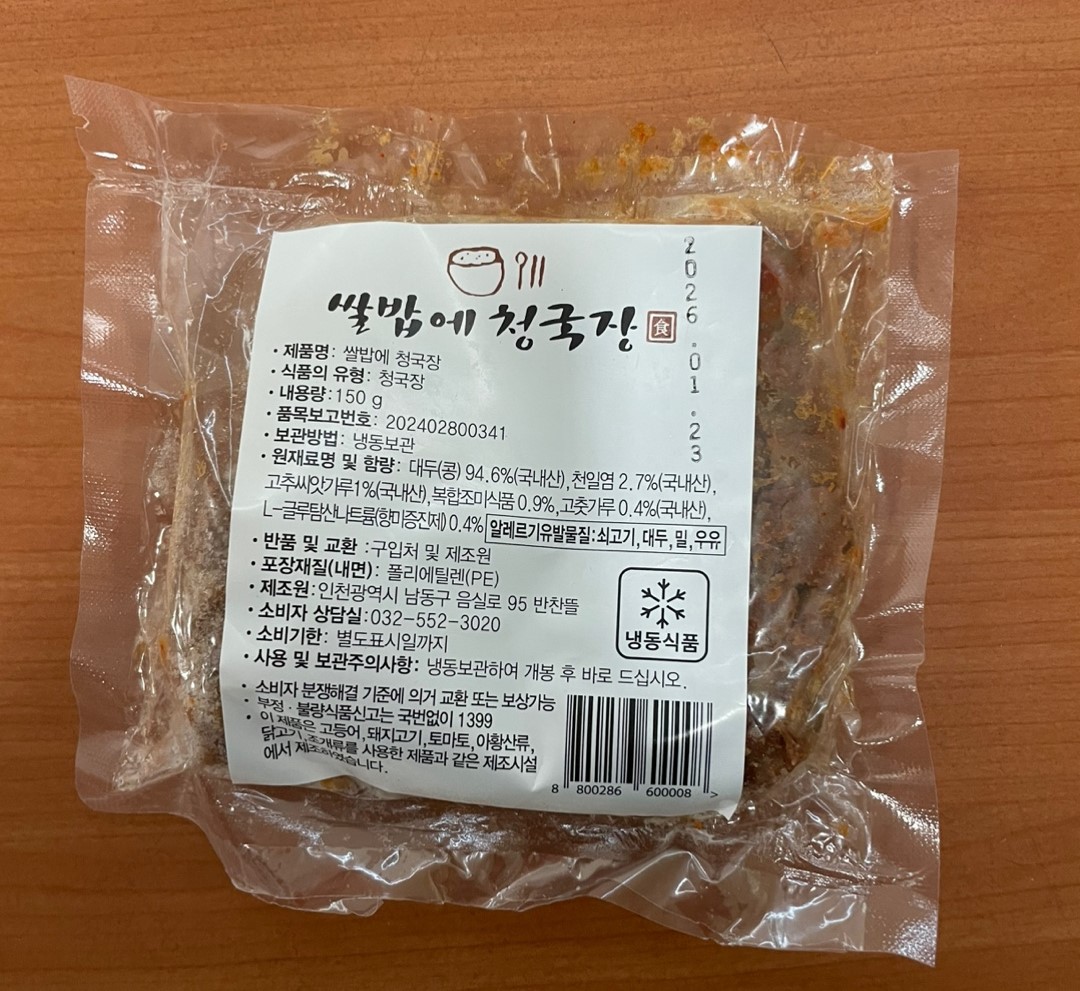 쌀밥에 청국장 食
2026.01.23
· 제품명: 쌀밥에 청국장
· 식품의 유형: 청국장
· 내용량:150 g
· 품목보고번호: 202402800341
· 보관방법: 냉동보관
· 원재료명 및 함량: 대두(콩) 94.6%(국내산), 천일염 2.7%(국내산),
고추씨앗가루1%(국내산), 복합조미식품 0.9%, 고춧가루 0.4%(국내산),
L-글루탐산나트륨(향미증진제) 0.4% 알레르기유발물질:쇠고기, 대두, 밀, 우유
· 반품 및 교환 :구입처 및 제조원
· 포장재질(내면): 폴리에틸렌(PE)
· 제조원:인천광역시 남동구 음실로 95 반찬뜰
· 소비자 상담실:032-552-3020
· 소비기한: 별도표시일까지
· 사용 및 보관주의사항: 냉동보관하여 개봉 후 바로 드십시오.
냉동식품
· 소비자 분쟁해결 기준에 의거 교환 또는 보상가능
· 부정·불량식품신고는 국번없이 1399
· 이 제품은 고등어, 돼지고기, 토마토, 아황산류,
닭고기, 조개류를 사용한 제품과 같은 제조시설
에서 제조하였습니다.
8 800286 600008 >